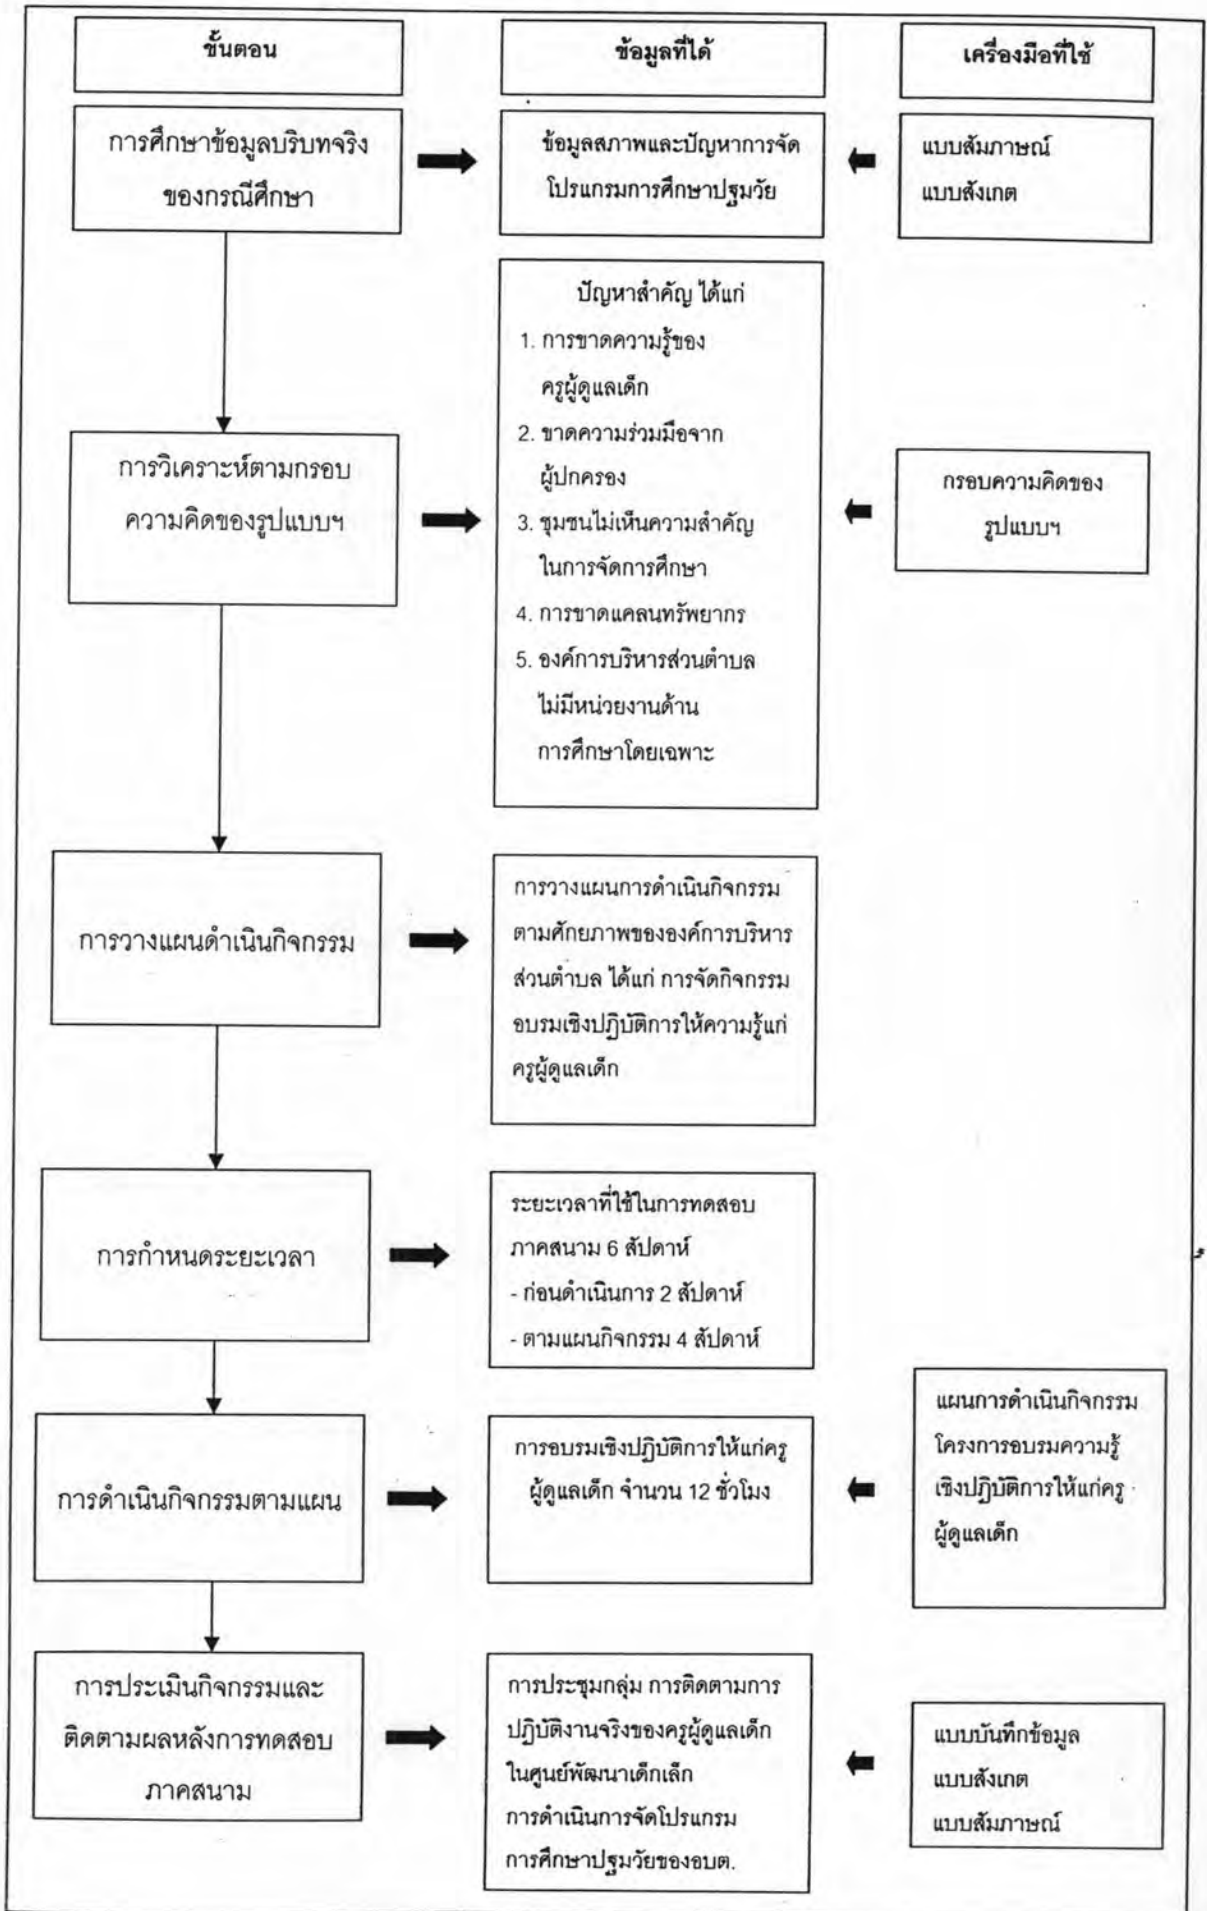 ขั้นตอน
ข้อมูลที่ได้
เครื่องมือที่ใช้
การศึกษาข้อมูลบริบทจริง
ของกรณีศึกษา
ข้อมูลสภาพและปัญหาการจัด
โปรแกรมการศึกษาปฐมวัย
แบบสัมภาษณ์
แบบสังเกต
การวิเคราะห์ตามกรอบ
ความคิดของรูปแบบฯ
ปัญหาสำคัญ ได้แก่
1. การขาดความรู้ของ
ครูผู้ดูแลเด็ก
2. ขาดความร่วมมือจาก
ผู้ปกครอง
3. ชุมชนไม่เห็นความสำคัญ
ในการจัดการศึกษา
4. การขาดแคลนทรัพยากร
5. องค์การบริหารส่วนตำบล
ไม่มีหน่วยงานด้าน
การศึกษาโดยเฉพาะ
กรอบความคิดของ
รูปแบบฯ
การวางแผนดำเนินกิจกรรม
การวางแผนการดำเนินกิจกรรม
ตามศักยภาพขององค์การบริหาร
ส่วนตำบล ได้แก่ การจัดกิจกรรม
อบรมเชิงปฏิบัติการให้ความรู้แก่
ครูผู้ดูแลเด็ก
การกำหนดระยะเวลา
ระยะเวลาที่ใช้ในการทดสอบ
ภาคสนาม 6 สัปดาห์
- ก่อนดำเนินการ 2 สัปดาห์
- ตามแผนกิจกรรม 4 สัปดาห์
การดำเนินกิจกรรมตามแผน
การอบรมเชิงปฏิบัติการให้แก่ครู
ผู้ดูแลเด็ก จำนวน 12 ชั่วโมง
แผนการดำเนินกิจกรรม
โครงการอบรมความรู้
เชิงปฏิบัติการให้แก่ครู
ผู้ดูแลเด็ก
การประเมินกิจกรรมและ
ติดตามผลหลังการทดสอบ
ภาคสนาม
การประชุมกลุ่ม การติดตามการ
ปฏิบัติงานจริงของครูผู้ดูแลเด็ก
ในศูนย์พัฒนาเด็กเล็ก
การดำเนินการจัดโปรแกรม
การศึกษาปฐมวัยของอบต.
แบบบันทึกข้อมูล
แบบสังเกต
แบบสัมภาษณ์